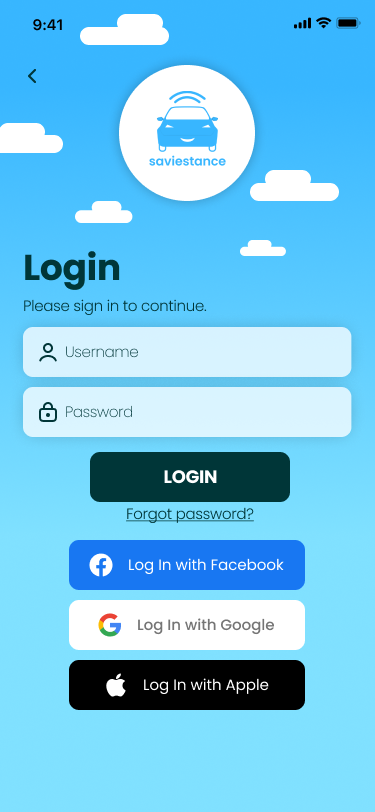 9:41
saviestance
Login
Please sign in to continue.
Username
Password
LOGIN
Forgot password?
Log In with Facebook
Log In with Google
Log In with Apple